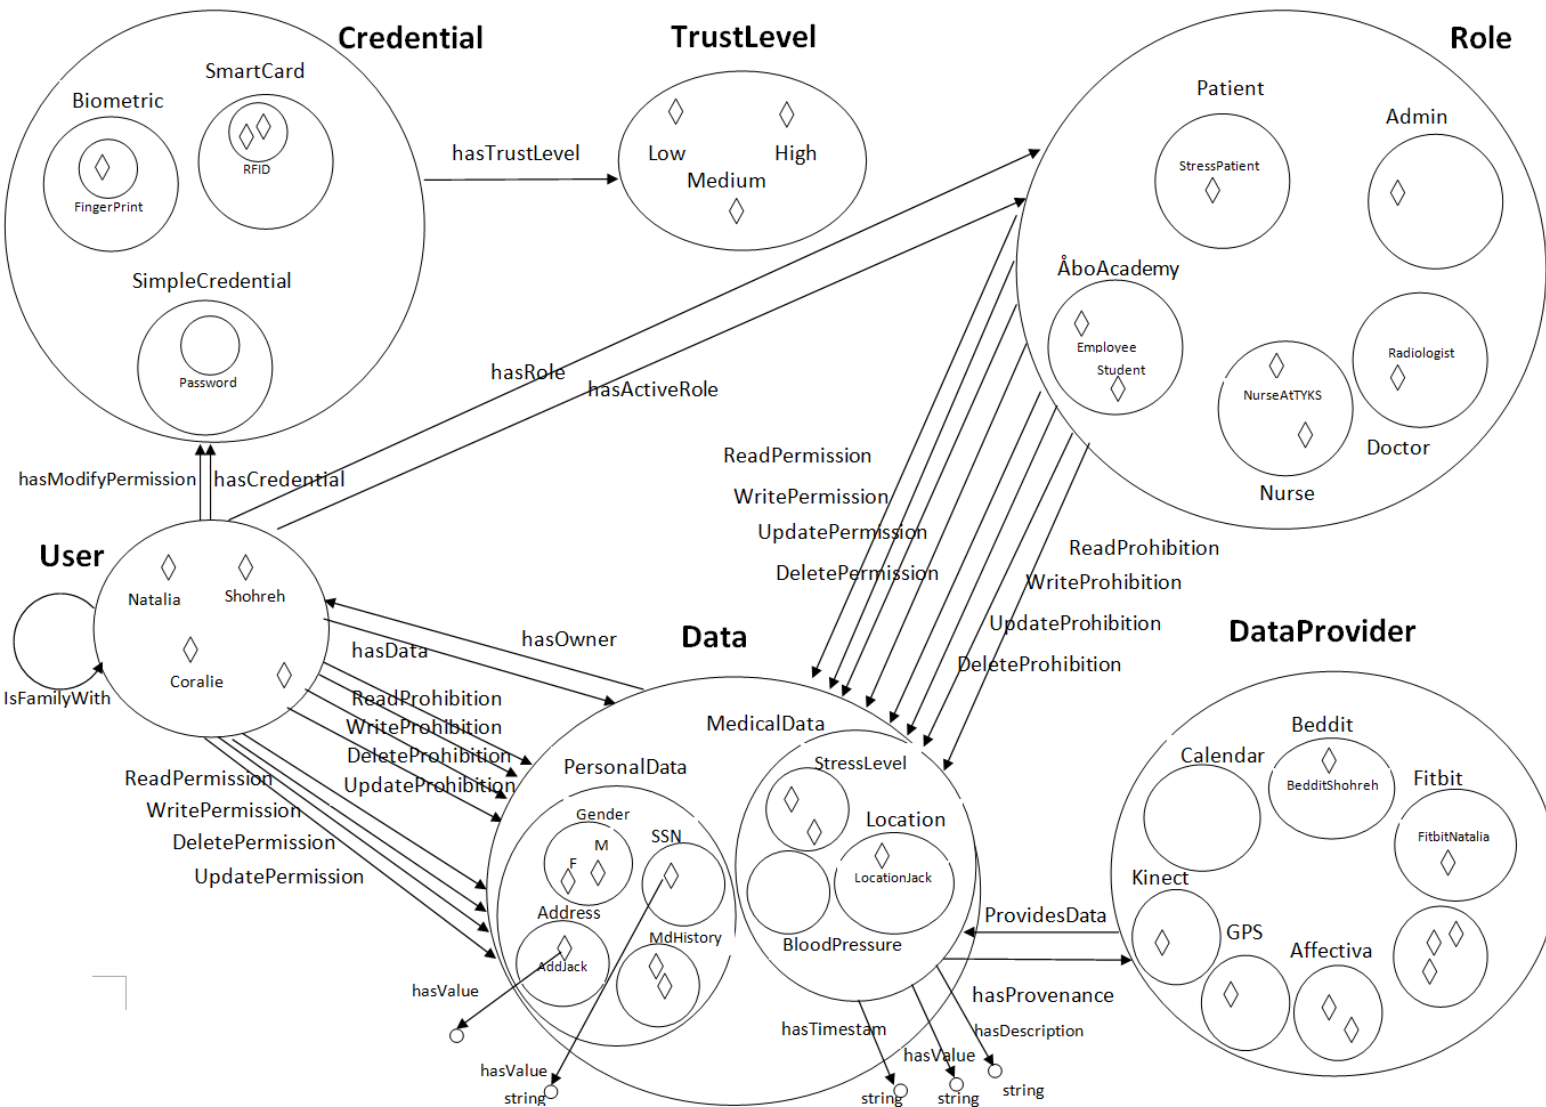 Credential
TrustLevel
Role
SmartCard
Biometric
RFID
FingerPrint
SimpleCredential
Password
hasTrustLevel
Low
High
Medium
Patient
StressPatient
Admin
ÅboAcademy
Employee
Student
NurseAtTYKS
Nurse
Radiologist
Doctor
hasRole
hasActiveRole
hasModifyPermission
hasCredential
User
Natalia
Shohreh
Coralie
IsFamilyWith
hasOwner
hasData
ReadPermission
WritePermission
UpdatePermission
DeletePermission
ReadProhibition
WriteProhibition
UpdateProhibition
DeleteProhibition
ReadProhibition
WriteProhibition
DeleteProhibition
UpdateProhibition
ReadPermission
WritePermission
DeletePermission
UpdatePermission
Data
MedicalData
PersonalData
StressLevel
Location
LocationJack
BloodPressure
Gender
M
F
SSN
Address
AddJack
MdHistory
hasValue
hasValue
string
hasTimestam
string
hasValue
string
hasDescription
string
ProvidesData
hasProvenance
DataProvider
Beddit
BedditShohreh
Calendar
Fitbit
FitbitNatalia
Kinect
GPS
Affectiva